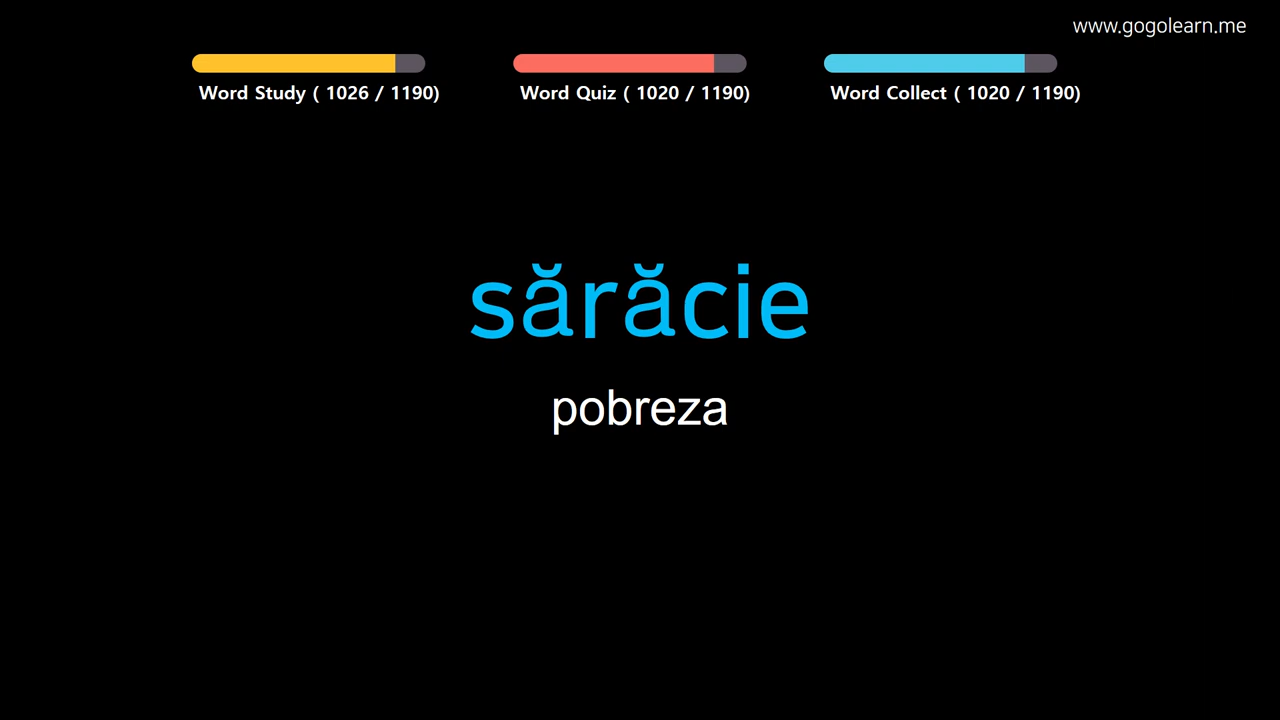 www.gogolearn.me
Word Study ( 1026 / 1190)
Word Quiz ( 1020 / 1190)
Word Collect ( 1020 / 1190)
sărăcie
pobreza